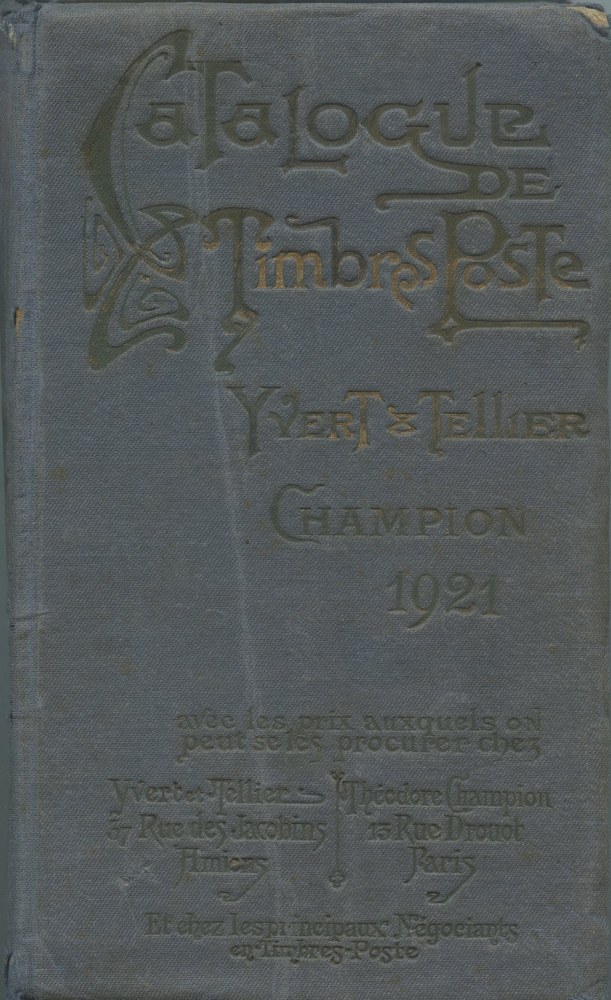 Catalogue
de
Timbres Poste
Yvert & Tellier
Champion
1921
avec les prix auxquels on
peut se les procurer chez
Yvert et Tellier
37 Rue des Jacobins
Amiens
Théodore Champion
13 Rue Drouot
Paris
Et chez les principaux Négociants
en Timbres-Poste